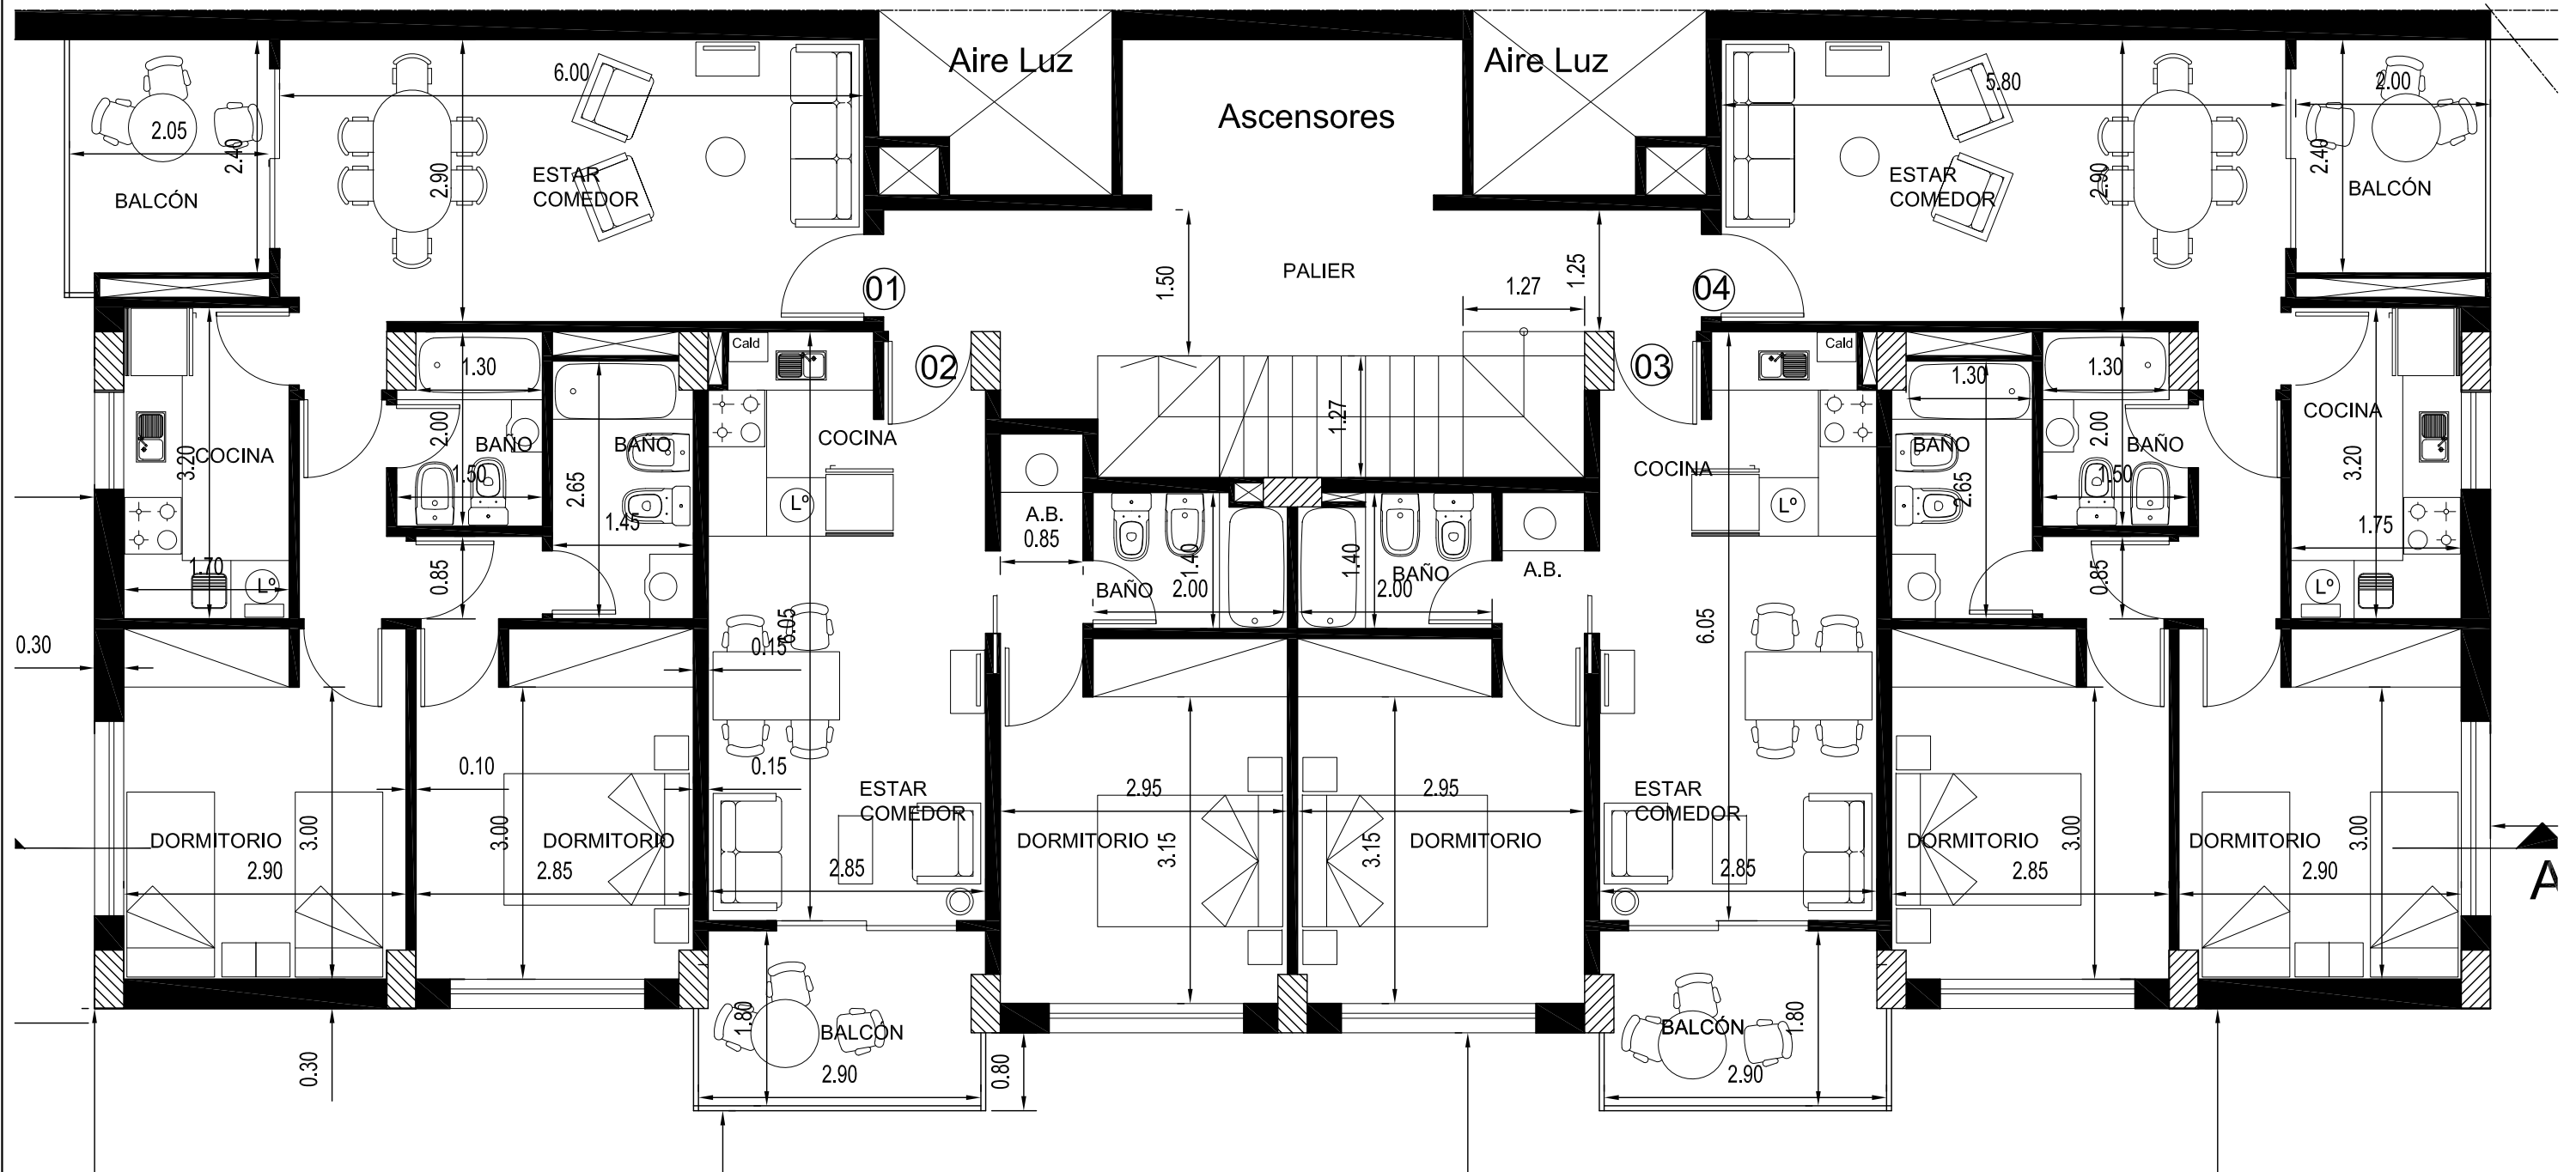 Aire Luz
Aire Luz
6.00
5.80
2.00
Ascensores
2.05
2.40
2.90
ESTAR
COMEDOR
BALCÓN
ESTAR
COMEDOR
2.90
2.40
BALCÓN
1.50
PALIER
1.25
1.27
01
04
Cald
02
03
Cald
1.30
1.30
1.30
2.00
BAÑO
BAÑO
COCINA
1.27
COCINA
BAÑO
2.00
BAÑO
COCINA
3.20
COCINA
1.50
2.65
1.45
Lº
A.B.
0.85
1.40
BAÑO
2.00
1.40
BAÑO
2.00
A.B.
Lº
2.65
1.50
3.20
1.75
1.70
Lº
0.85
0.85
Lº
0.30
6.05
0.15
6.05
0.10
0.15
ESTAR
COMEDOR
2.95
2.95
ESTAR
COMEDOR
DORMITORIO
3.00
2.90
3.00
DORMITORIO
2.85
2.85
DORMITORIO
3.15
3.15
DORMITORIO
2.85
DORMITORIO
3.00
2.85
DORMITORIO
3.00
2.90
A
0.30
1.80
BALCÓN
2.90
0.80
BALCÓN
1.80
2.90